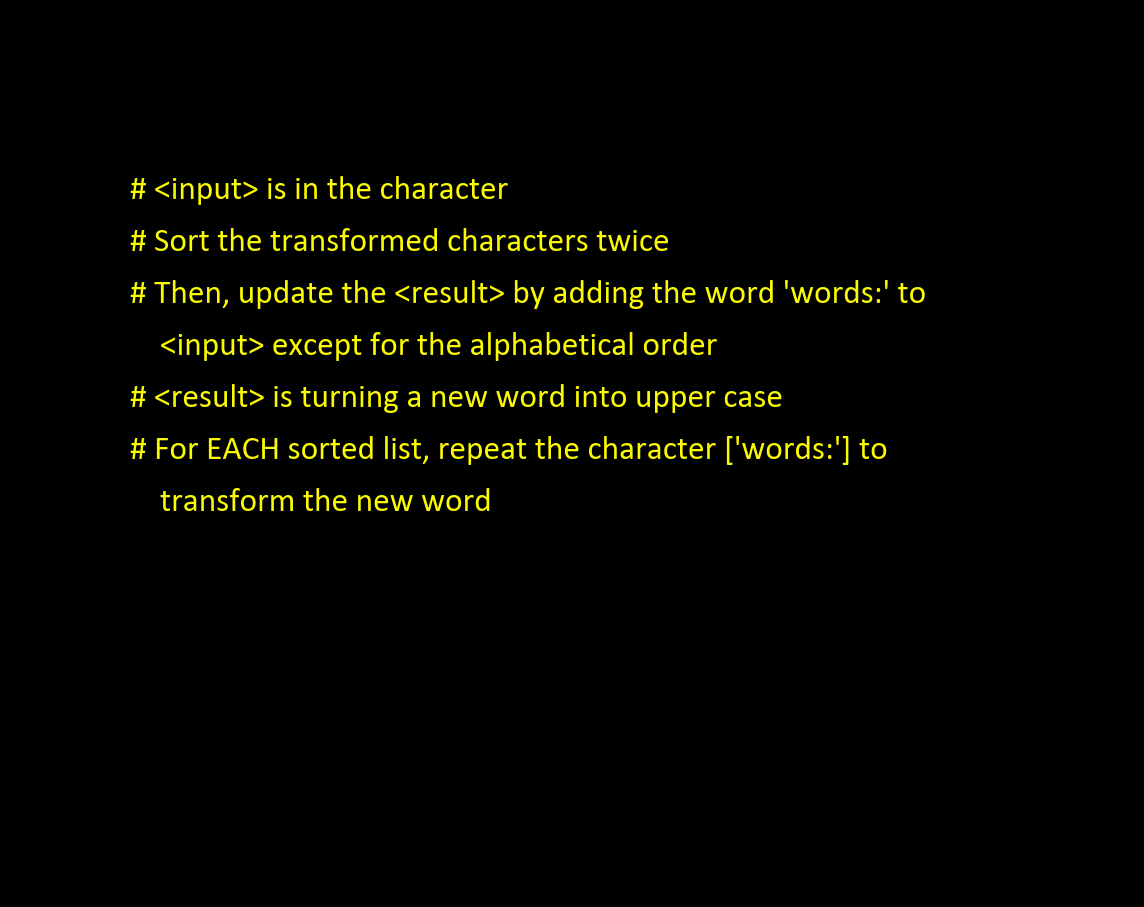 # <input> is in the character
# Sort the transformed characters twice
# Then, update the <result> by adding the word 'words:' to
<input> except for the alphabetical order
# <result> is turning a new word into upper case
# For EACH sorted list, repeat the character ['words:'] to
transform the new word